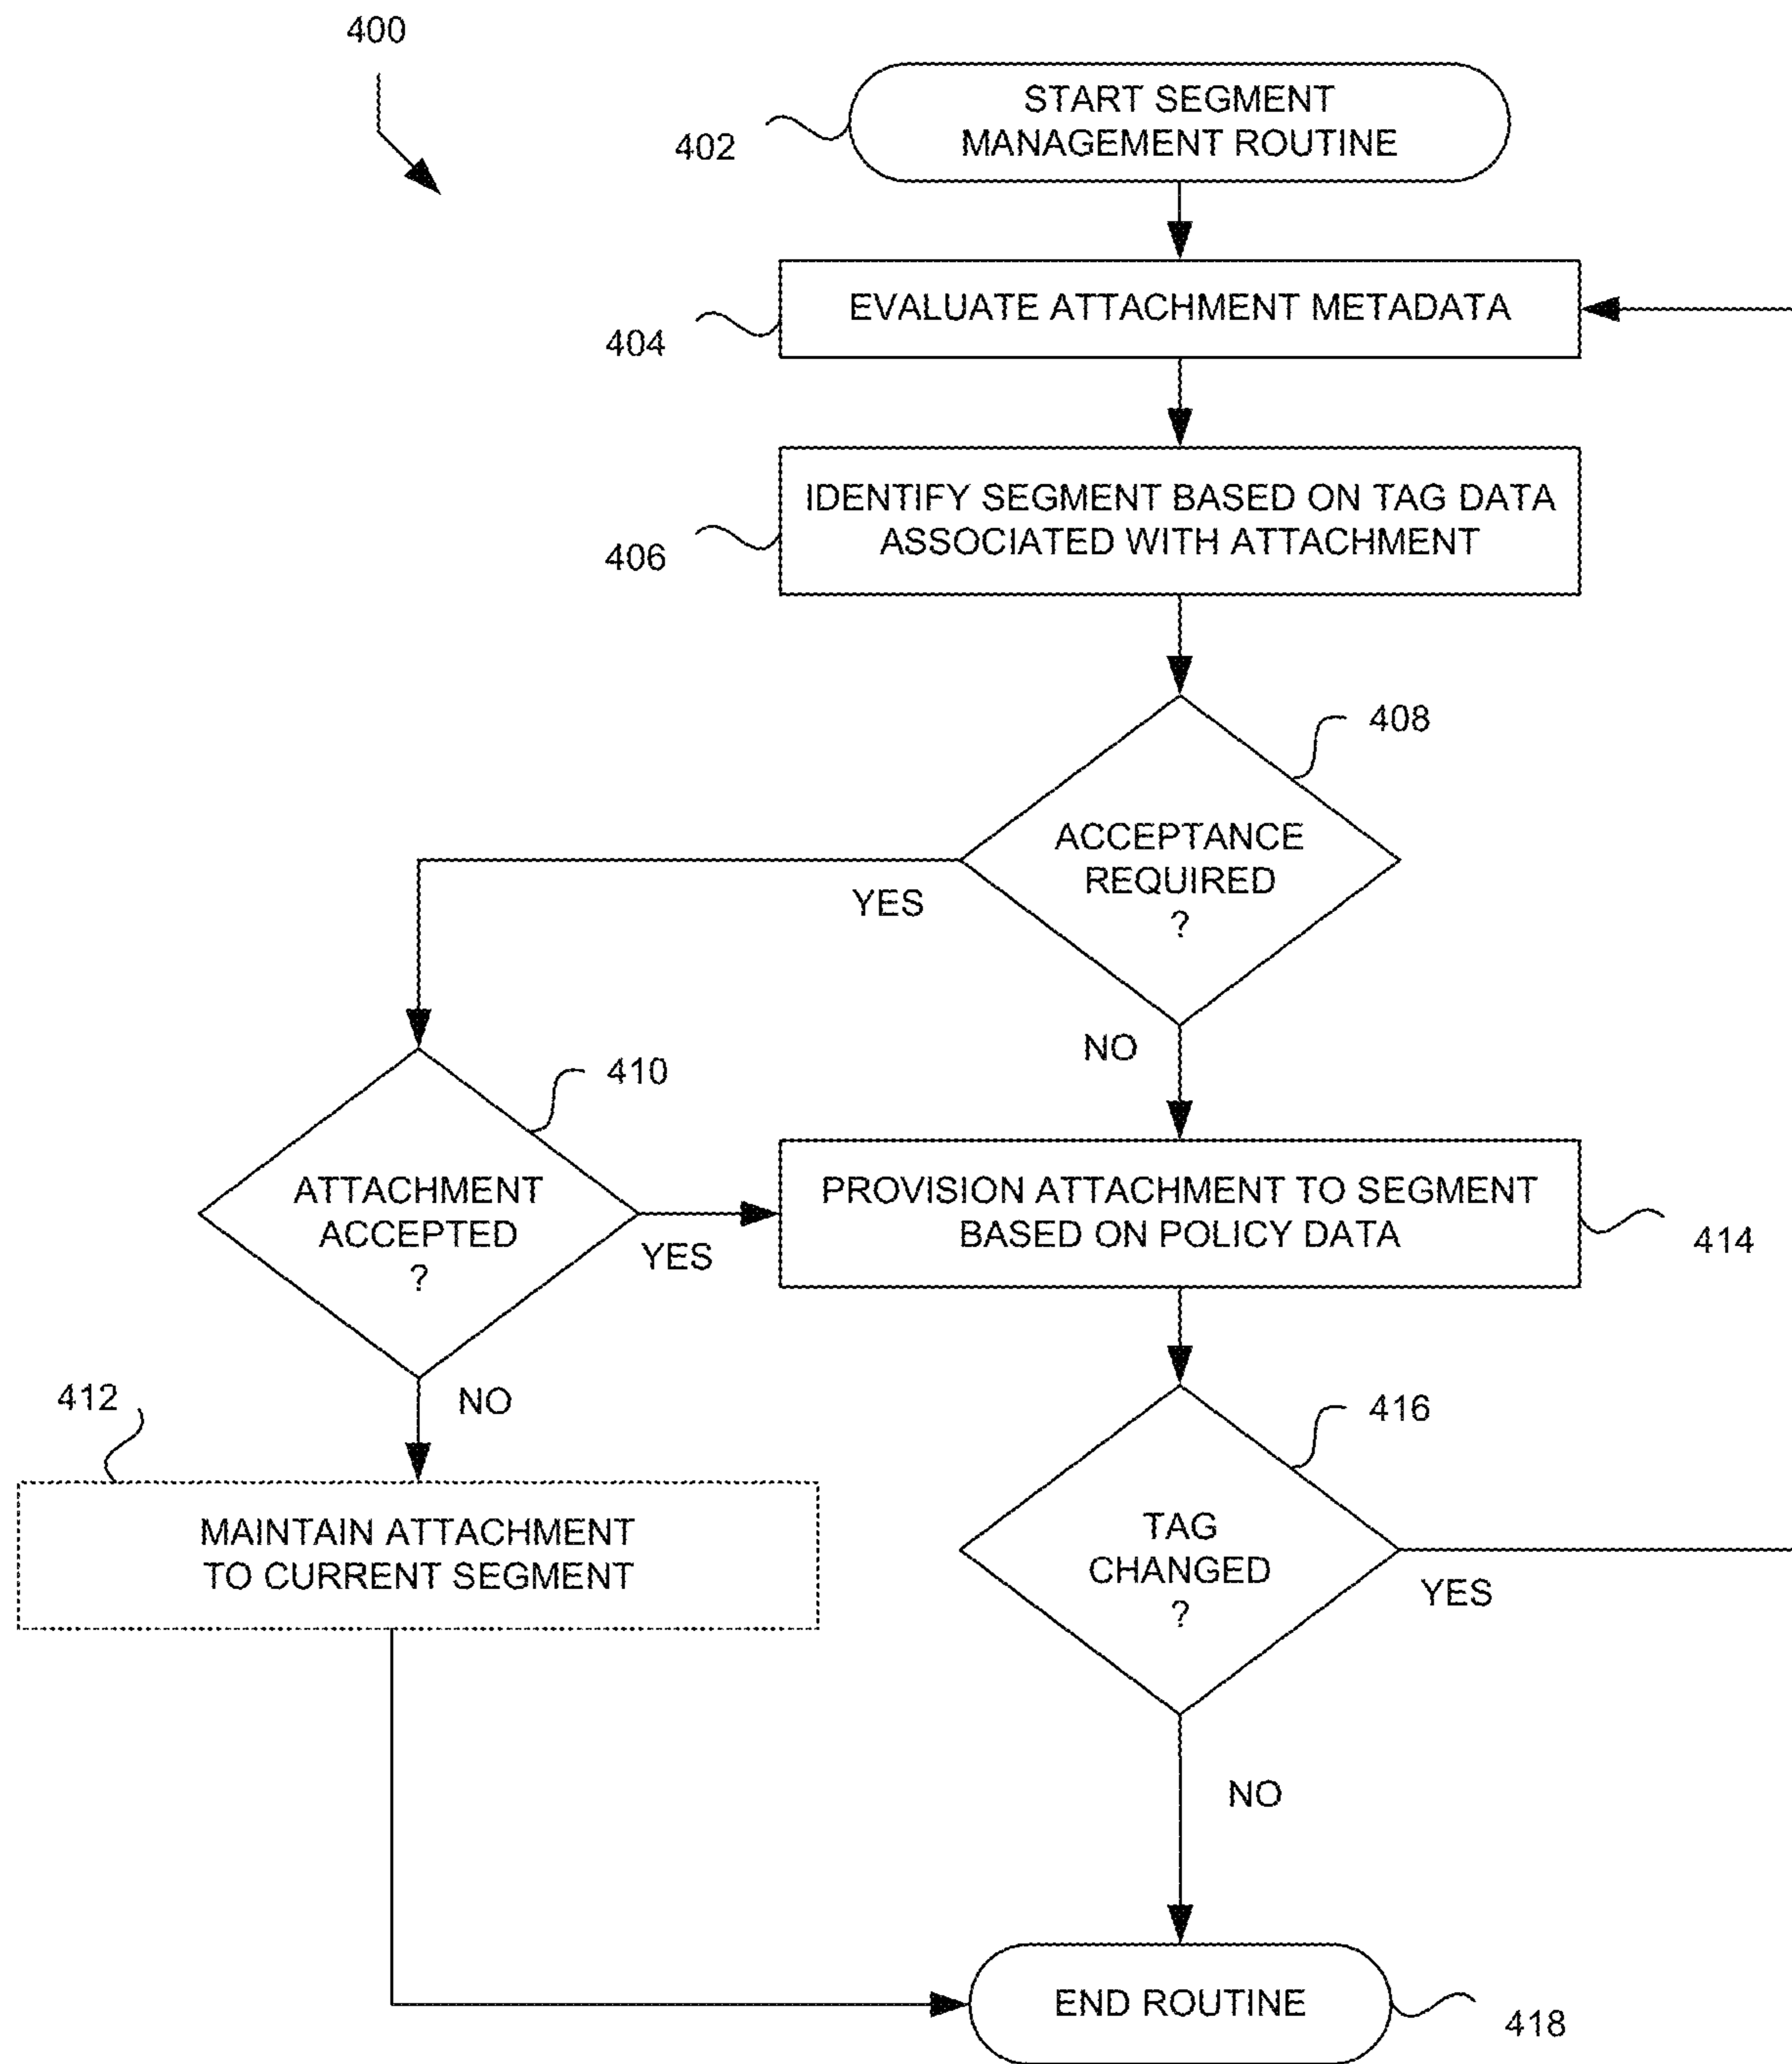 400
START SEGMENT
MANAGEMENT ROUTINE
402
EVALUATE ATTACHMENT METADATA
404
IDENTIFY SEGMENT BASED ON TAG DATA
ASSOCIATED WITH ATTACHMENT
406
408
ACCEPTANCE
REQUIRED
?
YES
NO
410
ATTACHMENT
ACCEPTED
?
YES
PROVISION ATTACHMENT TO SEGMENT
BASED ON POLICY DATA
414
NO
412
MAINTAIN ATTACHMENT
TO CURRENT SEGMENT
416
TAG
CHANGED
?
YES
NO
END ROUTINE
418